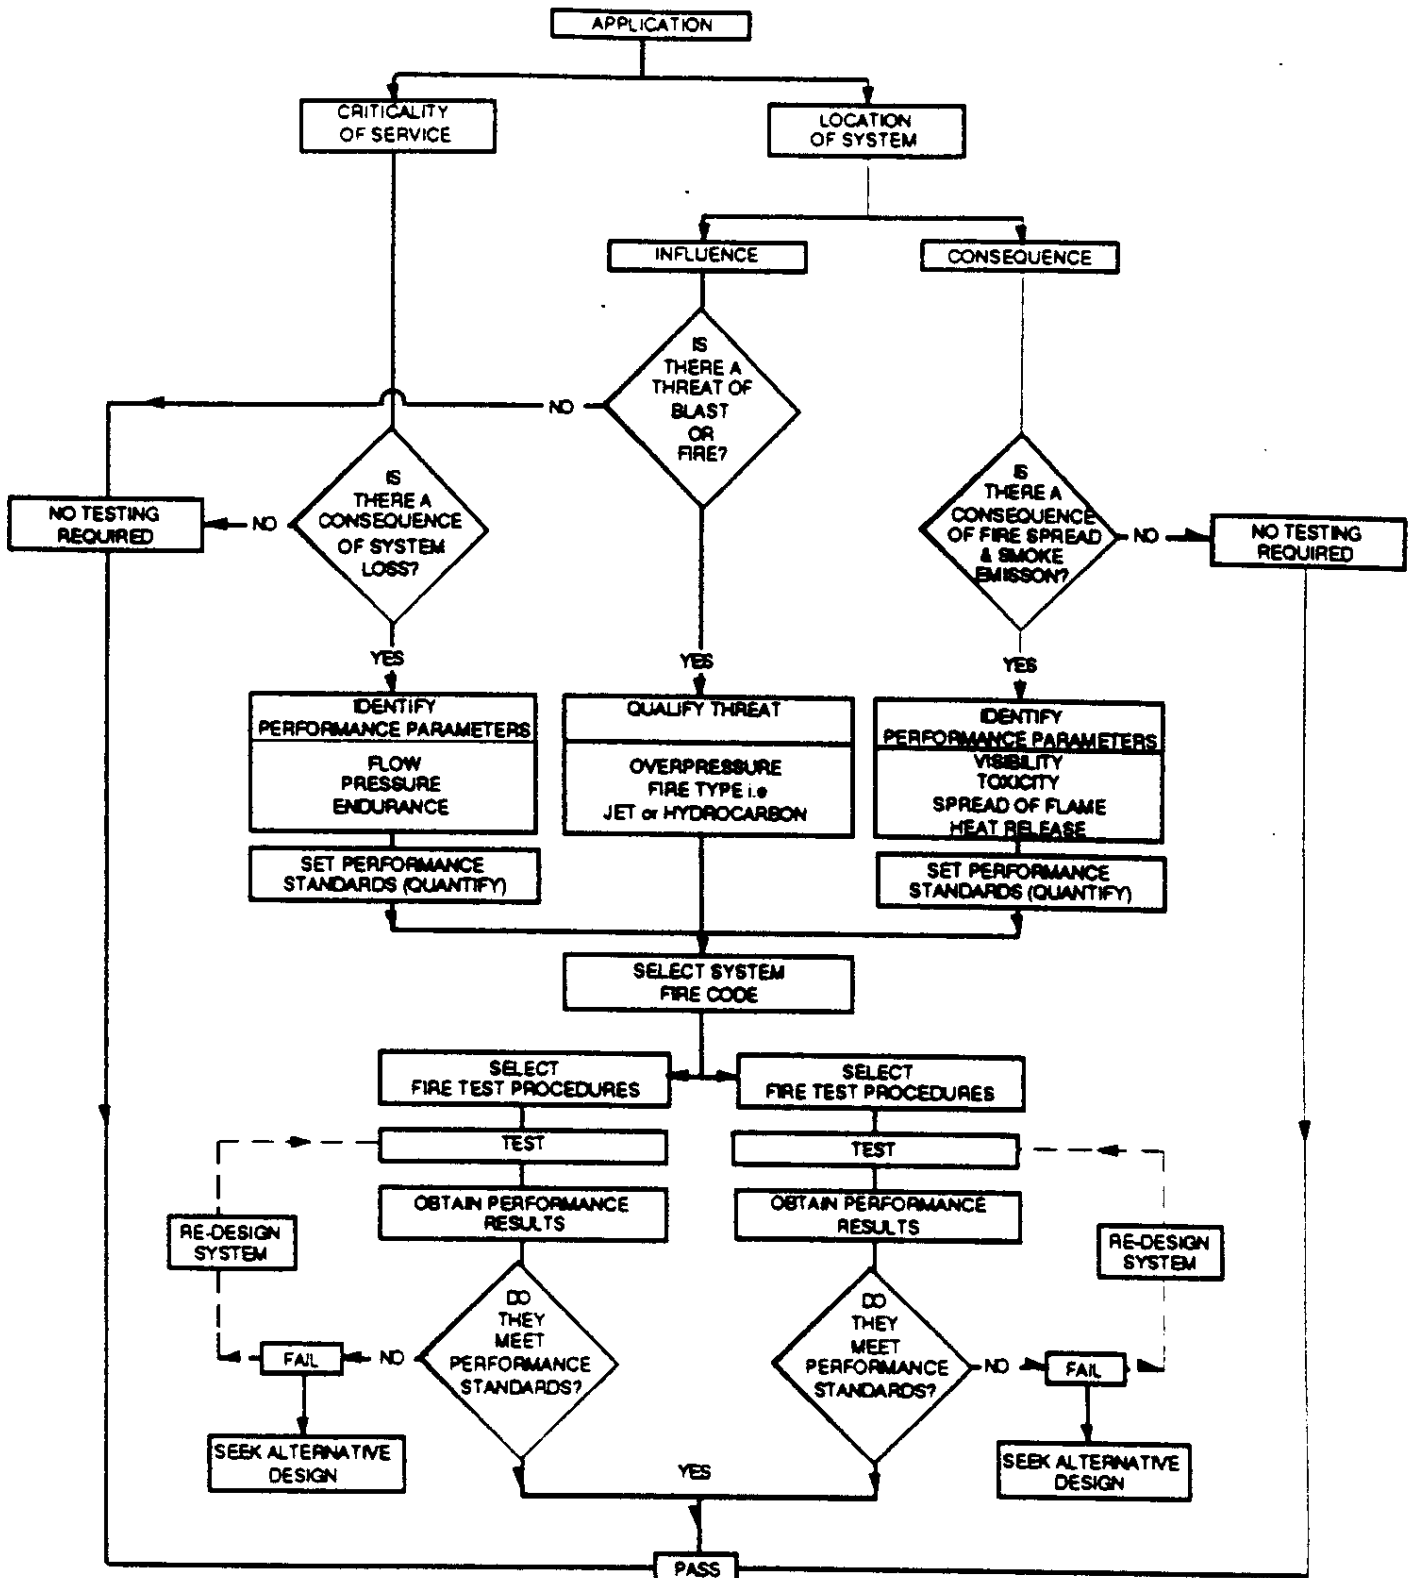 APPLICATION
CRITICALITY
OF SERVICE
LOCATION
OF SYSTEM
INFLUENCE
CONSEQUENCE
IS
THERE A
THREAT OF
BLAST
OR
FIRE?
NO
IS
THERE A
CONSEQUENCE
OF SYSTEM
LOSS?
NO
NO TESTING
REQUIRED
IS
THERE A
CONSEQUENCE
OF FIRE SPREAD
& SMOKE
EMISSON?
NO
NO TESTING
REQUIRED
YES
YES
YES
IDENTIFY
PERFORMANCE PARAMETERS
FLOW
PRESSURE
ENDURANCE
SET PERFORMANCE
STANDARDS (QUANTIFY)
QUALIFY THREAT
OVERPRESSURE
FIRE TYPE i.e
JET or HYDROCARBON
IDENTIFY
PERFORMANCE PARAMETERS
VISIBILITY
TOXICITY
SPREAD OF FLAME
HEAT RELEASE
SET PERFORMANCE
STANDARDS (QUANTIFY)
SELECT SYSTEM
FIRE CODE
SELECT
FIRE TEST PROCEDURES
TEST
OBTAIN PERFORMANCE
RESULTS
RE-DESIGN
SYSTEM
DO
THEY
MEET
PERFORMANCE
STANDARDS?
NO
FAIL
SEEK ALTERNATIVE
DESIGN
SELECT
FIRE TEST PROCEDURES
TEST
OBTAIN PERFORMANCE
RESULTS
RE-DESIGN
SYSTEM
DO
THEY
MEET
PERFORMANCE
STANDARDS?
NO
FAIL
SEEK ALTERNATIVE
DESIGN
YES
PASS